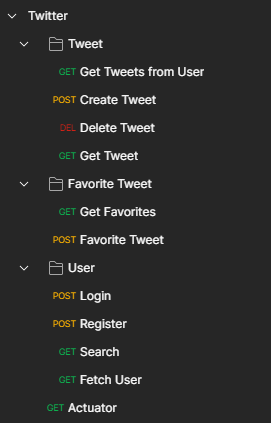 Twitter
Tweet
GET Get Tweets from User
POST Create Tweet
DEL Delete Tweet
GET Get Tweet
Favorite Tweet
GET Get Favorites
POST Favorite Tweet
User
POST Login
POST Register
GET Search
GET Fetch User
GET Actuator